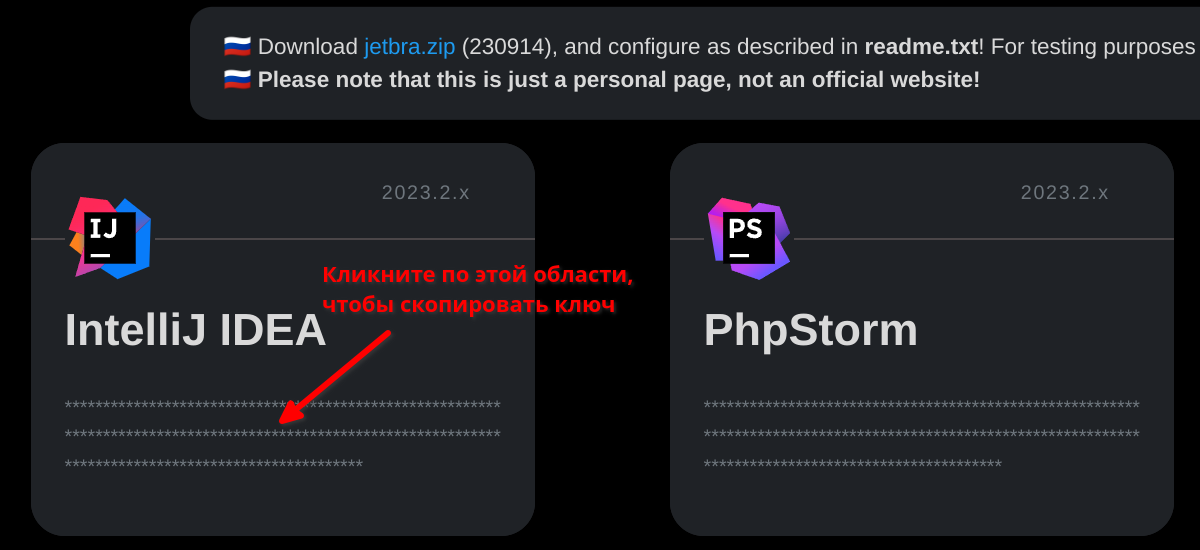 🇷🇺 Download jetbra.zip (230914), and configure as described in readme.txt! For testing purposes
🇷🇺 Please note that this is just a personal page, not an official website!
2023.2.x
2023.2.x
IJ
PS
Кликните по этой области,
чтобы скопировать ключ
IntelliJ IDEA
PhpStorm
*********************************************************
*********************************************************
*********************************************************
*********************************************************
***************************************
***************************************